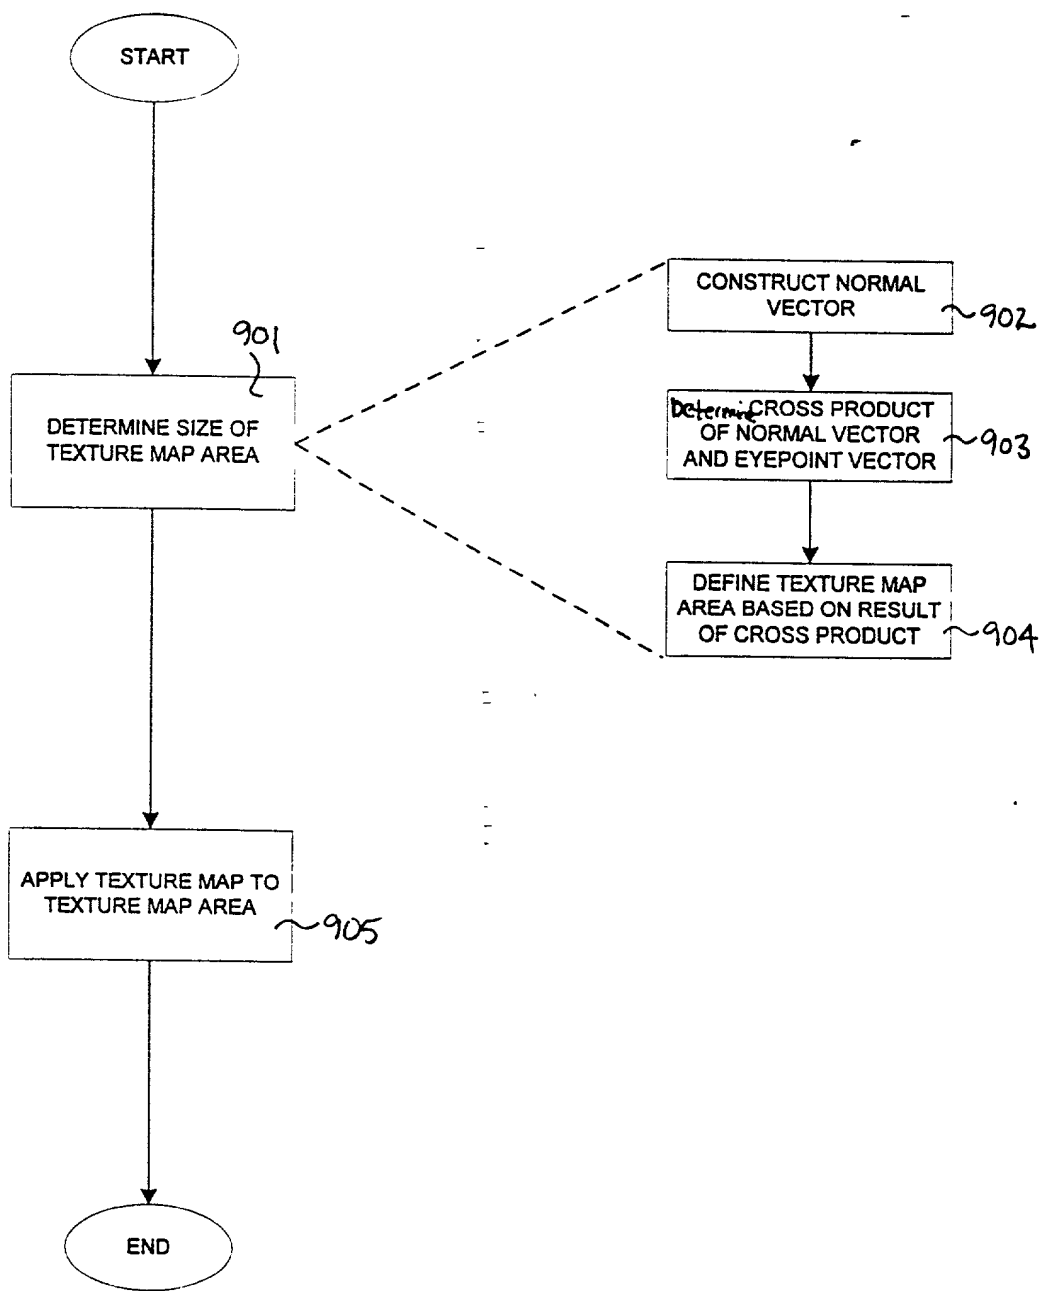 START
901
DETERMINE SIZE OF
TEXTURE MAP AREA
CONSTRUCT NORMAL
VECTOR
902
Determine CROSS PRODUCT
OF NORMAL VECTOR
AND EYEPOINT VECTOR
903
DEFINE TEXTURE MAP
AREA BASED ON RESULT
OF CROSS PRODUCT
904
APPLY TEXTURE MAP TO
TEXTURE MAP AREA
905
END